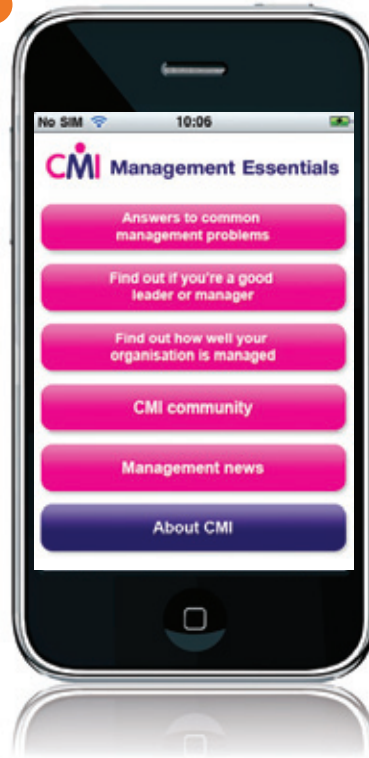 No SIM 10:06
CMI Management Essentials
Answers to common
management problems
Find out if you're a good
leader or manager
Find out how well your
organisation is managed
CMI community
Management news
About CMI